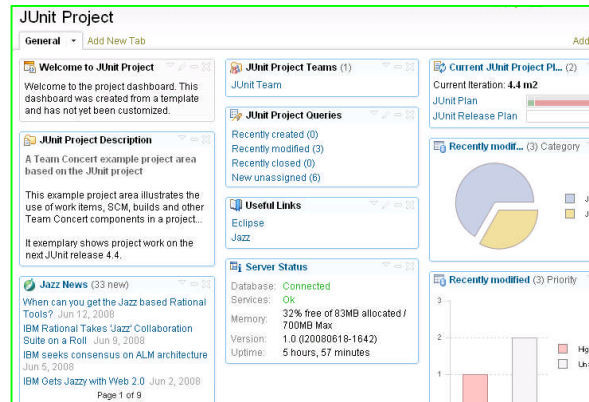 JUnit Project
General
Add New Tab
Add
Welcome to JUnit Project
Welcome to the project dashboard. This
dashboard was created from a template
and has not yet been customized.
JUnit Project Description
A Team Concert example project area
based on the JUnit project
This example project area illustrates the
use of work items, SCM, builds and other
Team Concert components in a project...
It exemplary shows project work on the
next JUnit release 4.4.
Jazz News (33 new)
When can you get the Jazz based Rational
Tools? Jun 12, 2008
IBM Rational Takes 'Jazz' Collaboration
Suite on a Roll Jun 9, 2008
IBM seeks consensus on ALM architecture
Jun 5, 2008
IBM Gets Jazzy with Web 2.0 Jun 2, 2008
Page 1 of 9
JUnit Project Teams (1)
JUnit Team
JUnit Project Queries
Recently created (0)
Recently modified (3)
Recently closed (0)
New unassigned (6)
Useful Links
Eclipse
Jazz
Server Status
Database: Connected
Services: Ok
Memory: 32% free of 83MB allocated /
700MB Max
Version: 1.0 (I20080618-1642)
Uptime: 5 hours, 57 minutes
Current JUnit Project Pl... (2)
Current Iteration: 4.4 m2
JUnit Plan
JUnit Release Plan
Recently modif... (3) Category
J
J
Recently modified (3) Priority
3
2
1
Hig
Un